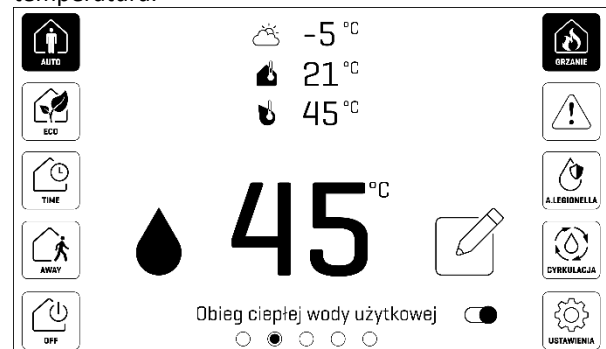 temperatura.
AUTO
ECO
TIME
AWAY
OFF
-5 °C
21 °C
45 °C
45 °C
Obieg ciepłej wody użytkowej
GRZANIE
!
A.LEGIONELLA
CYRKULACJA
USTAWIENIA